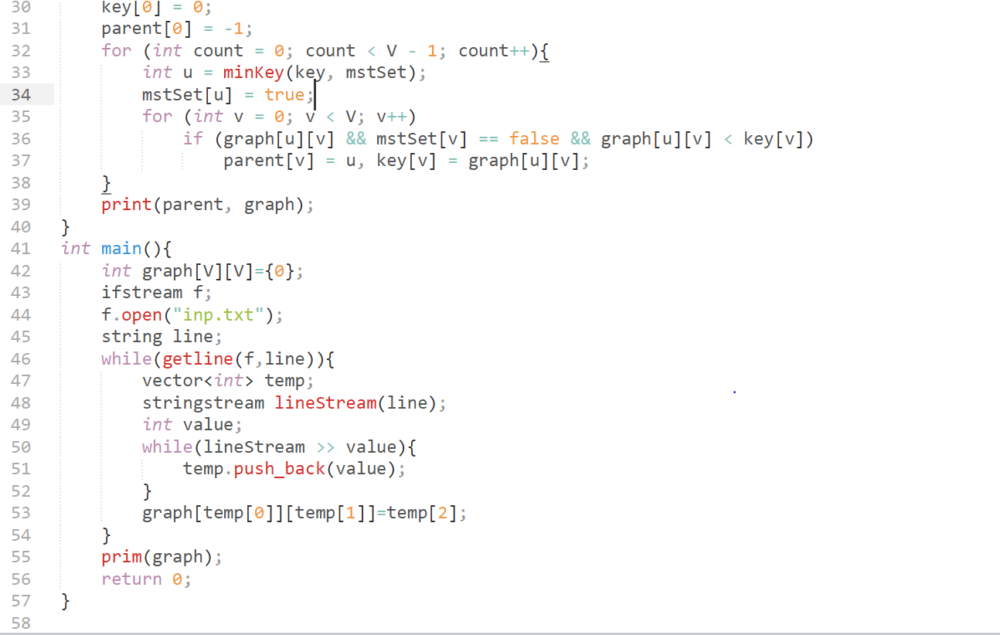 30 key[0] = 0;
31 parent[0] = -1;
32 for (int count = 0; count < V - 1; count++){
33 int u = minKey(key, mstSet);
34 mstSet[u] = true;
35 for (int v = 0; v < V; v++)
36 if (graph[u][v] && mstSet[v] == false && graph[u][v] < key[v])
37 parent[v] = u, key[v] = graph[u][v];
38 }
39 print(parent, graph);
40 }
41 int main(){
42 int graph[V][V]={0};
43 ifstream f;
44 f.open("inp.txt");
45 string line;
46 while(getline(f,line)){
47 vector<int> temp;
48 stringstream lineStream(line);
49 int value;
50 while(lineStream >> value){
51 temp.push_back(value);
52 }
53 graph[temp[0]][temp[1]]=temp[2];
54 }
55 prim(graph);
56 return 0;
57 }
58